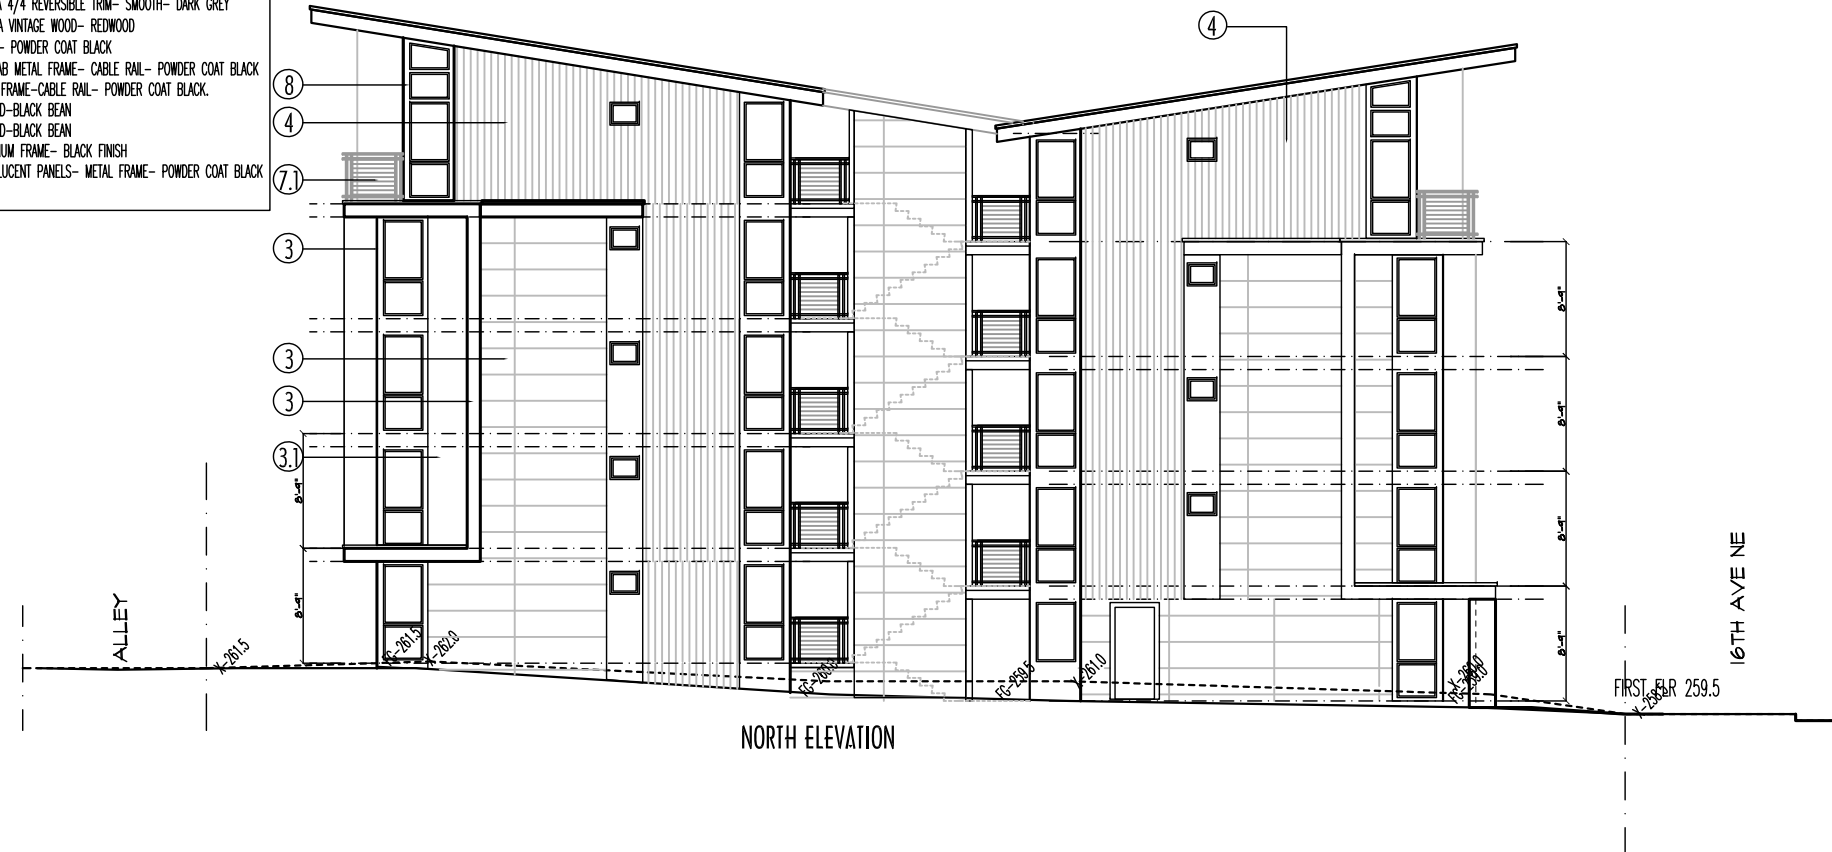 4/4 REVERSIBLE TRIM- SMOOTH- DARK GREY
VINTAGE WOOD- REDWOOD
- POWDER COAT BLACK
METAL FRAME- CABLE RAIL- POWDER COAT BLACK
FRAME-CABLE RAIL- POWDER COAT BLACK.
-BLACK BEAN
-BLACK BEAN
FRAME- BLACK FINISH
PANELS- METAL FRAME- POWDER COAT BLACK
4
8
4
7.1
3
3
3
3.1
8'-9"
8'-9"
8'-9"
8'-9"
8'-9"
8'-9"
ALLEY
16TH AVE NE
X-261.5
FG-261.5
X-262.0
FG-259.5
X-261.0
FIRST FLR 259.5
NORTH ELEVATION